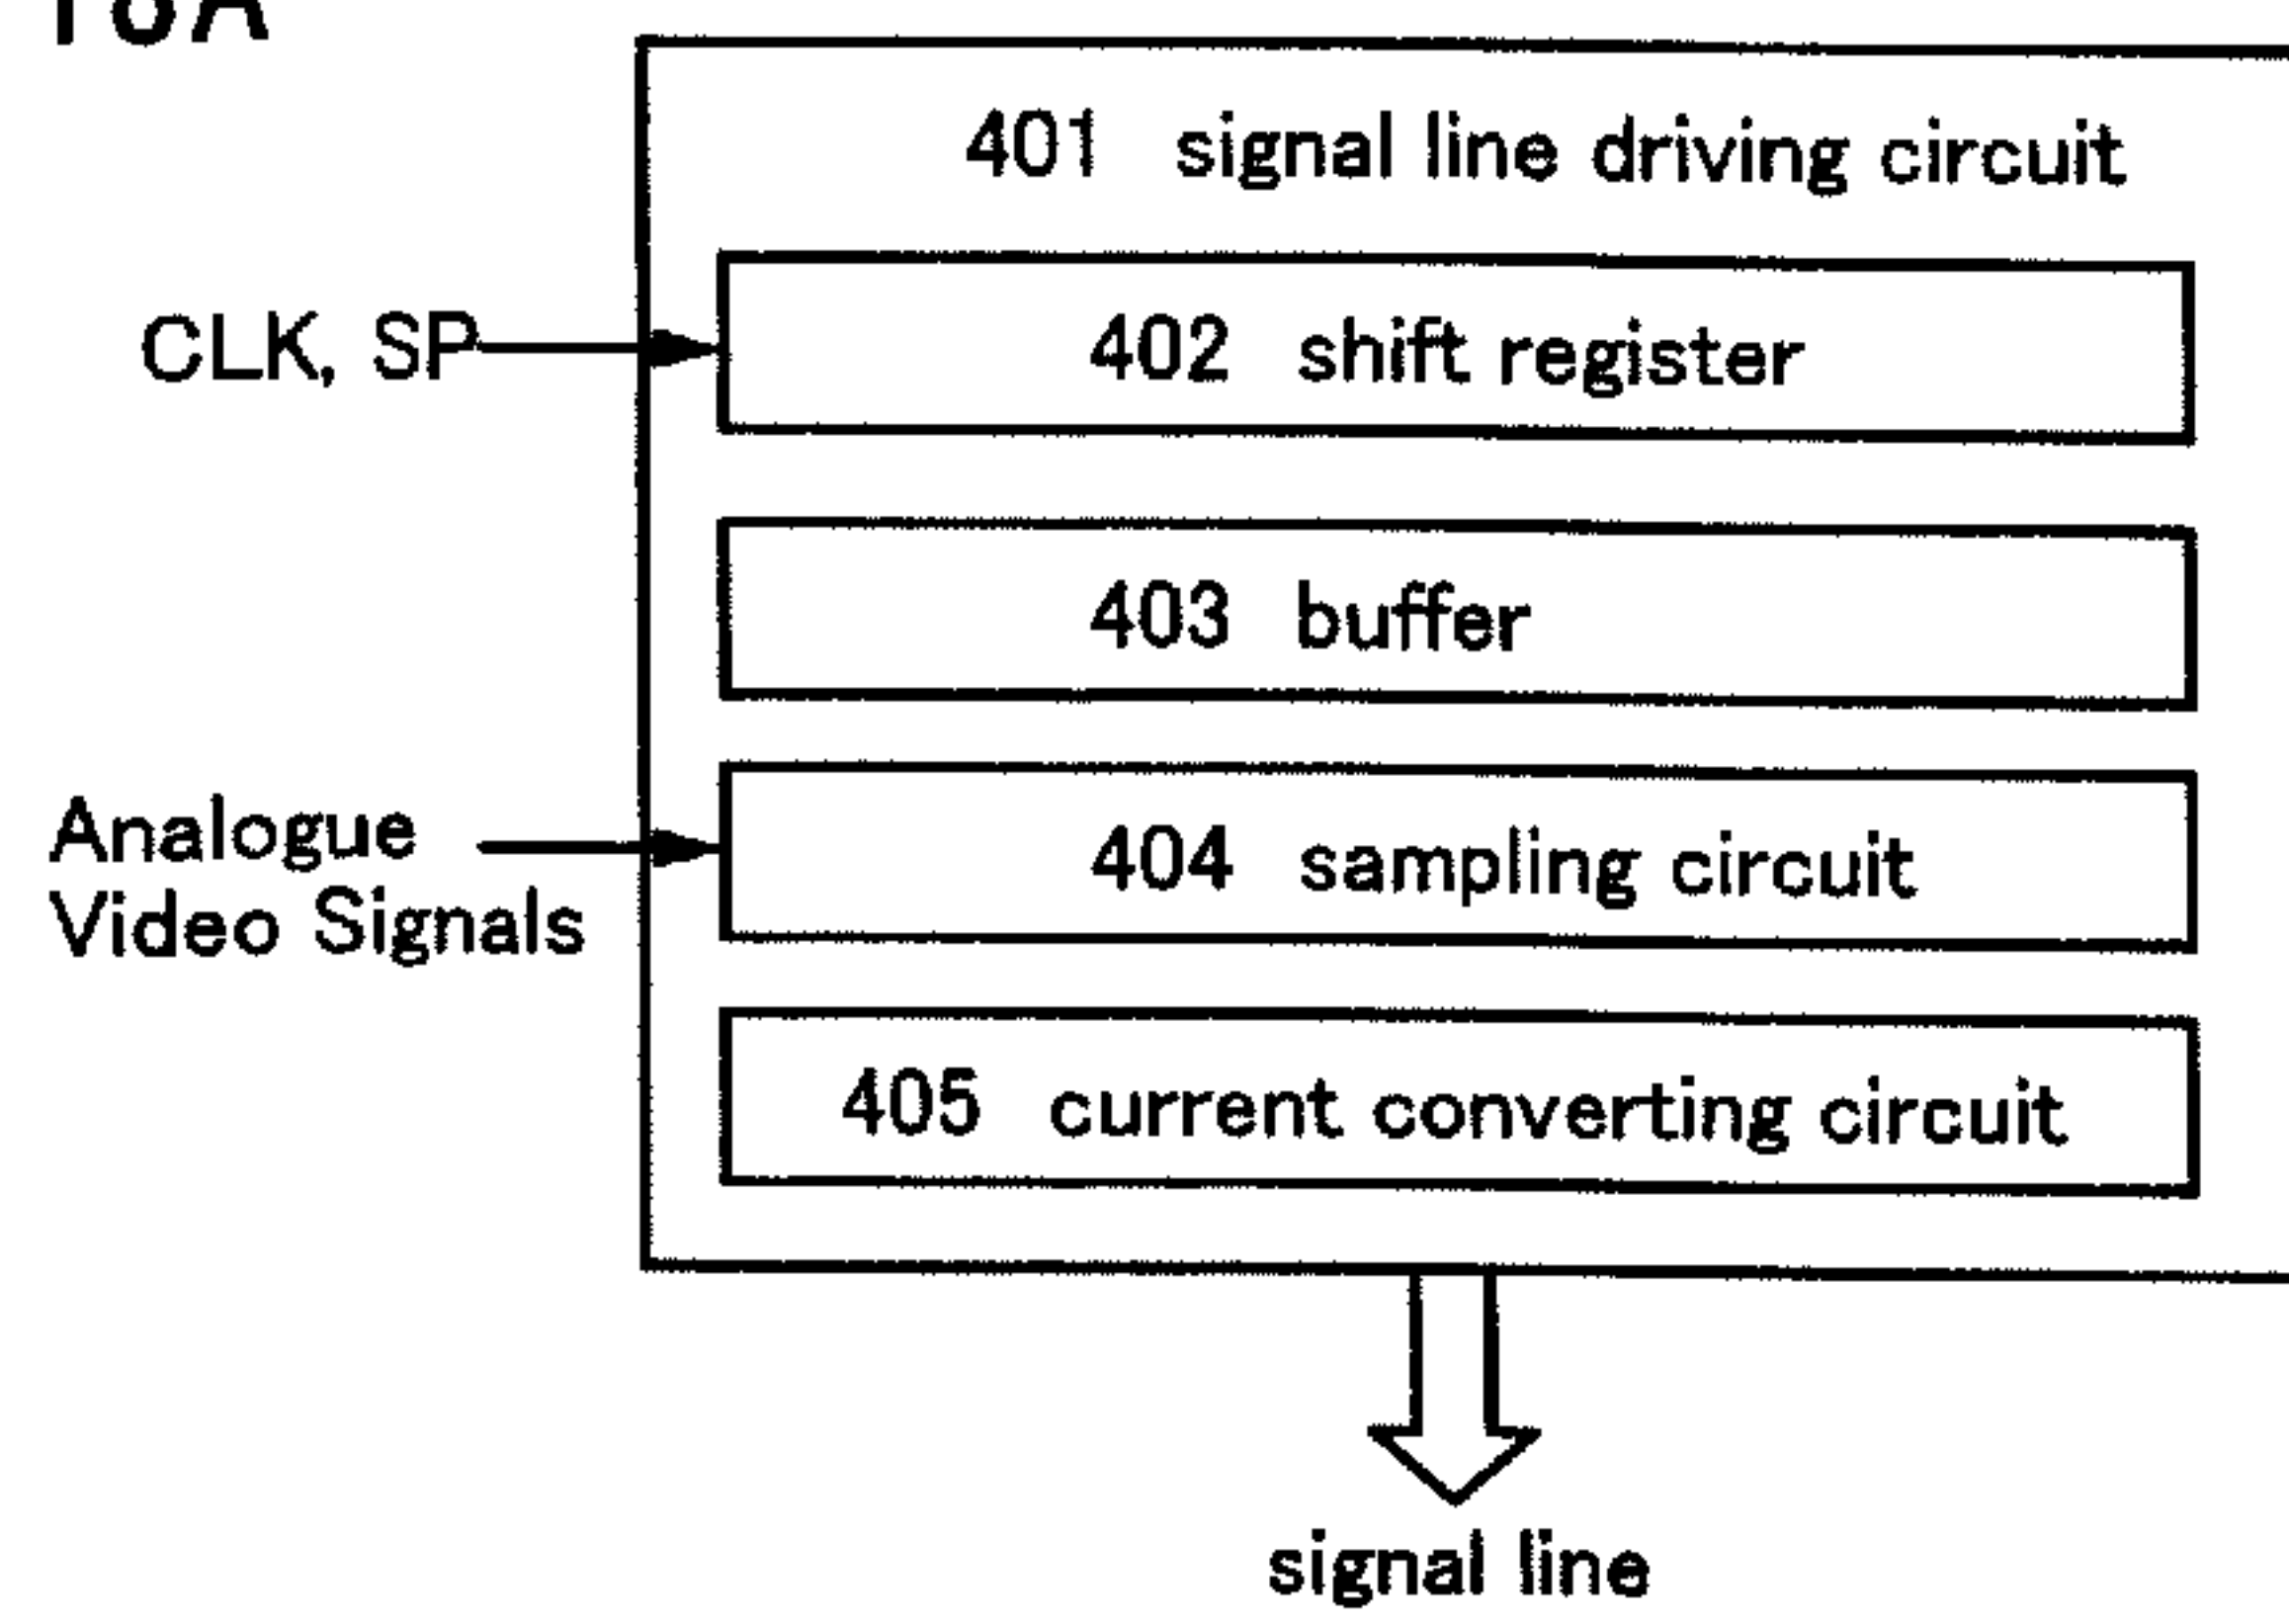 401 signal line driving circuit
CLK, SP
402 shift register
403 buffer
Analogue
Video Signals
404 sampling circuit
405 current converting circuit
signal line